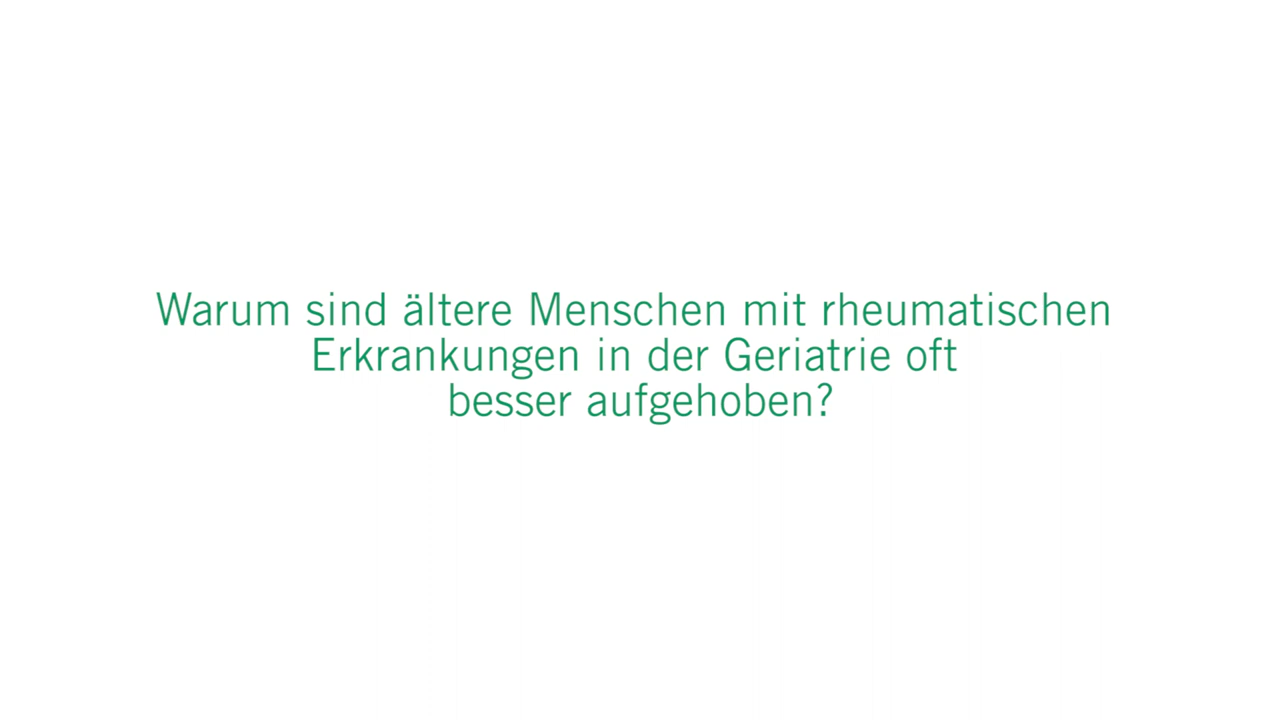 Warum sind ältere Menschen mit rheumatischen
Erkrankungen in der Geriatrie oft
besser aufgehoben?